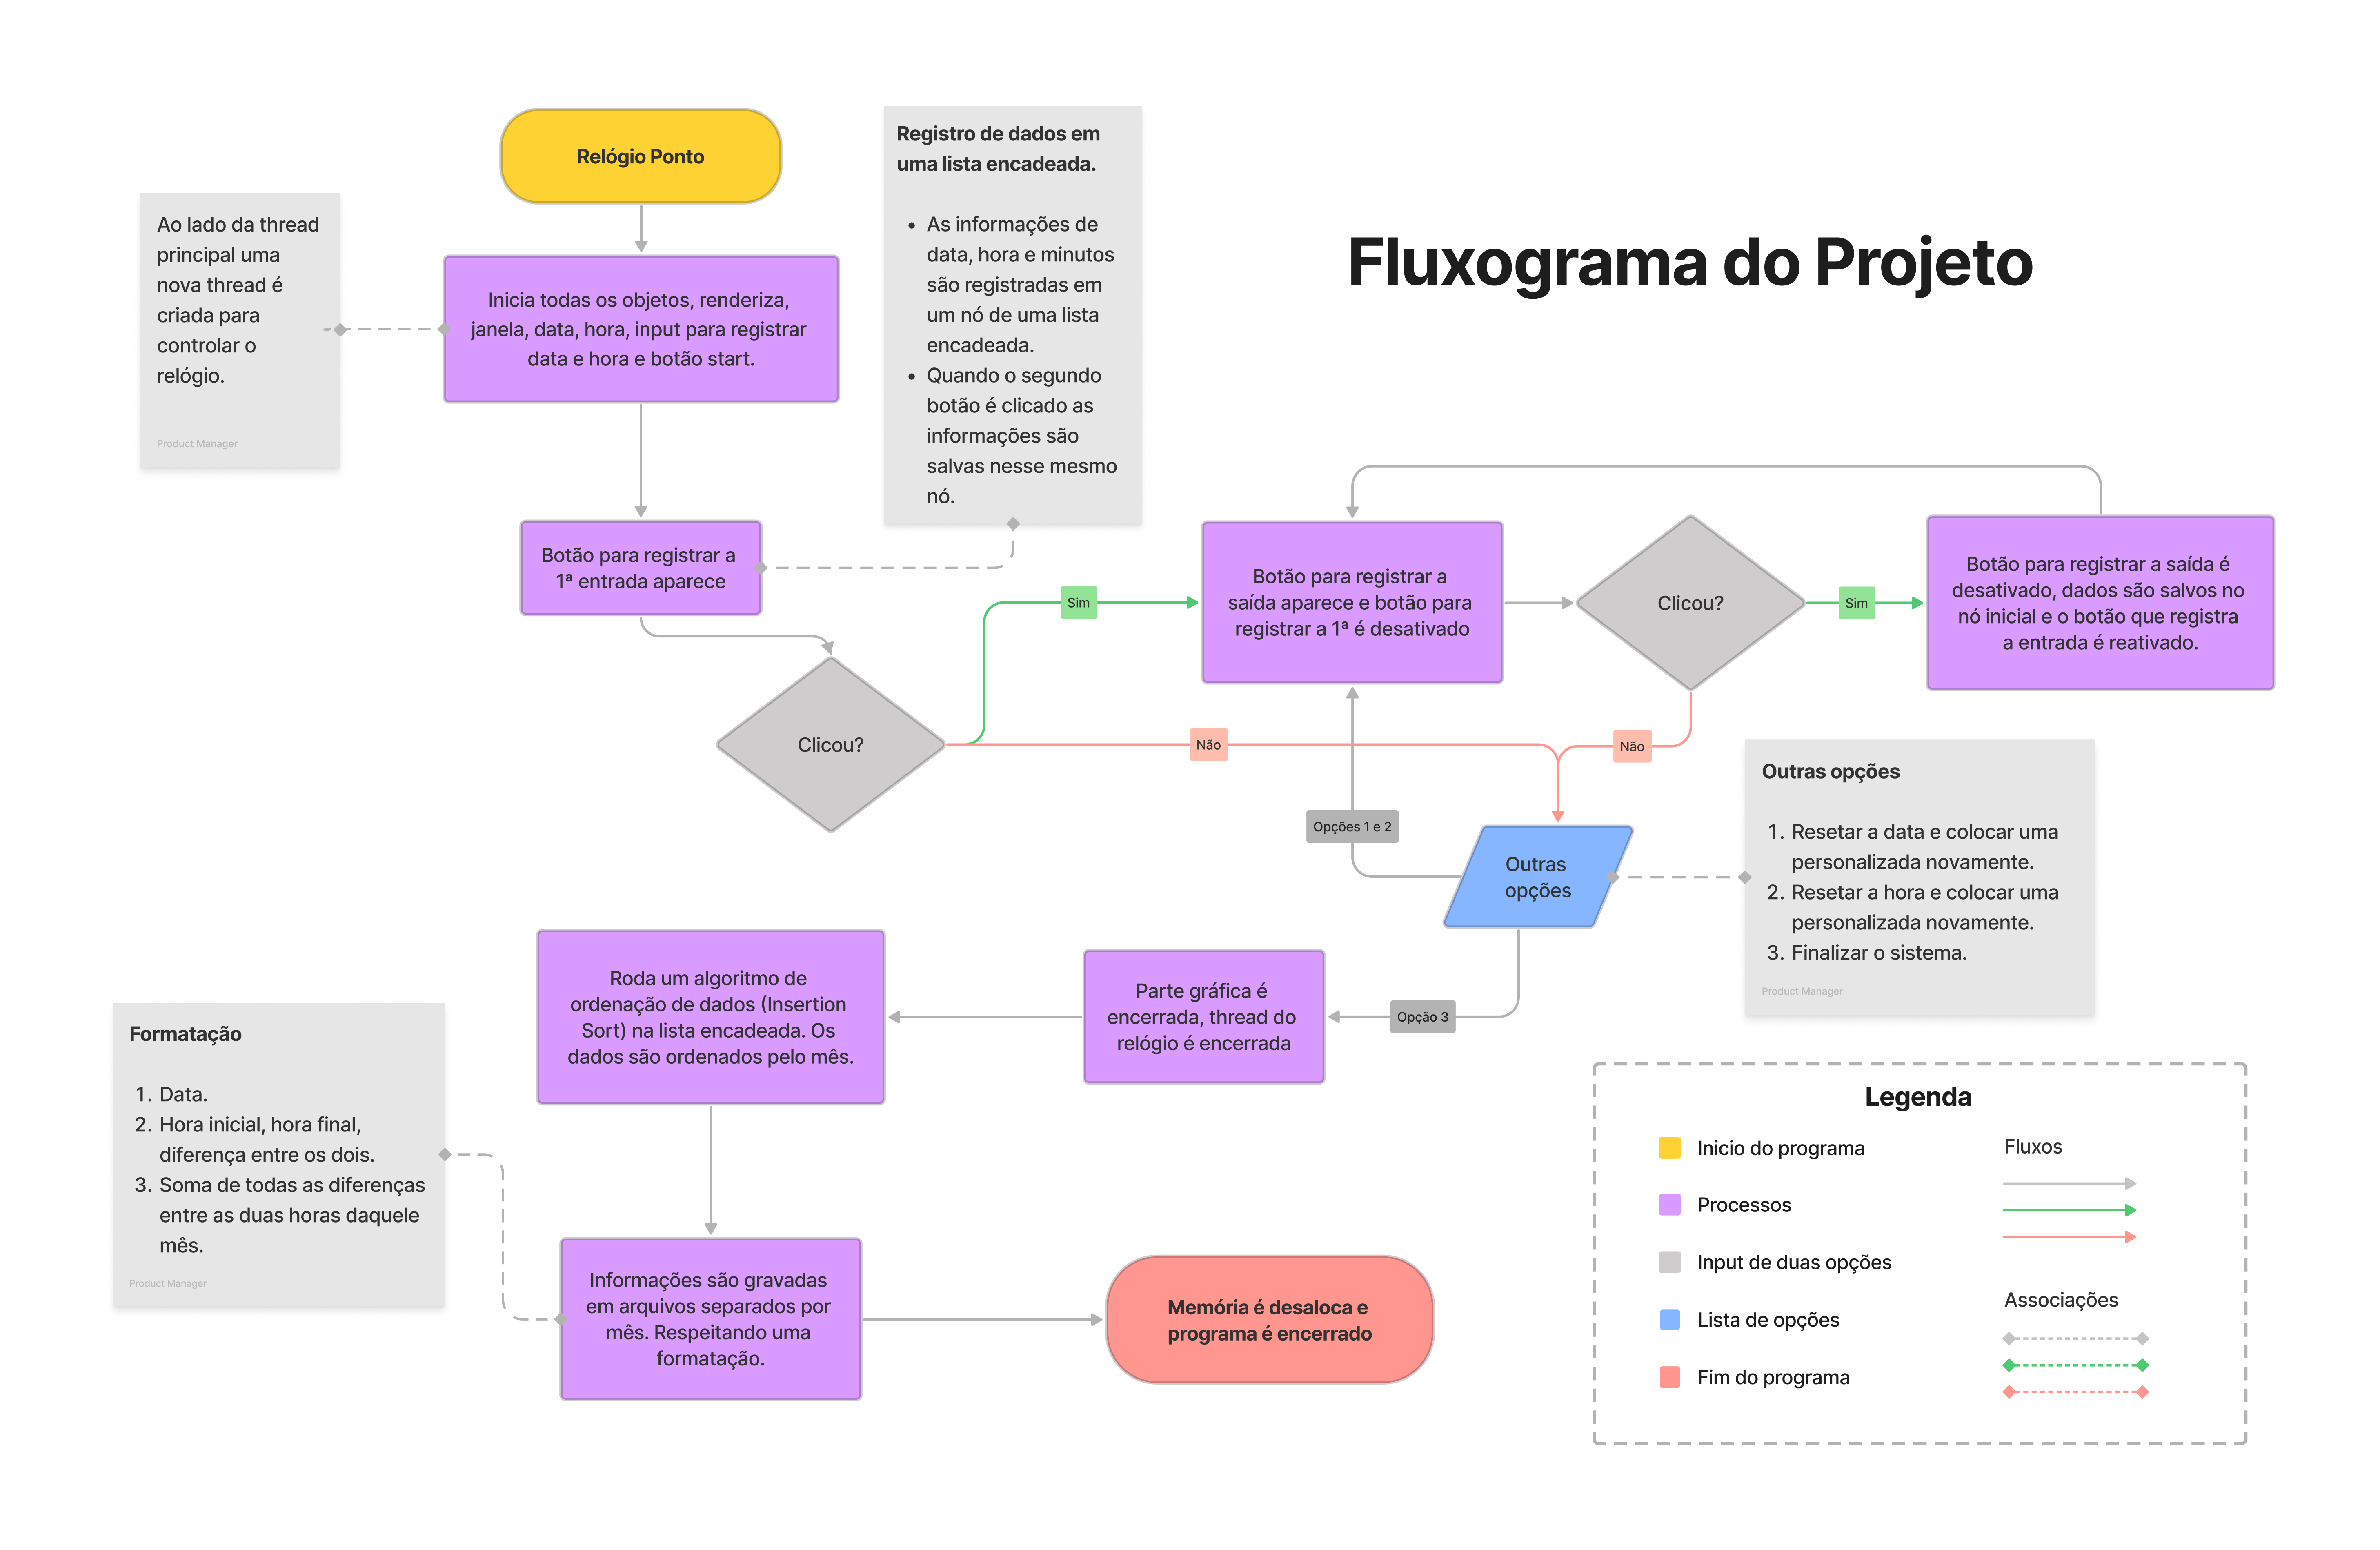 Fluxograma do Projeto
Relógio Ponto
Ao lado da thread
principal uma
nova thread é
criada para
controlar o
relógio.
Product Manager
Inicia todas os objetos, renderiza,
janela, data, hora, input para registrar
data e hora e botão start.
Registro de dados em
uma lista encadeada.
• As informações de
data, hora e minutos
são registradas em
um nó de uma lista
encadeada.
• Quando o segundo
botão é clicado as
informações são
salvas nesse mesmo
nó.
Botão para registrar a
1ª entrada aparece
Clicou?
Sim
Não
Botão para registrar a
saída aparece e botão para
registrar a 1ª é desativado
Clicou?
Sim
Não
Botão para registrar a saída é
desativado, dados são salvos no
nó inicial e o botão que registra
a entrada é reativado.
Opções 1 e 2
Outras
opções
Outras opções
1. Resetar a data e colocar uma
personalizada novamente.
2. Resetar a hora e colocar uma
personalizada novamente.
3. Finalizar o sistema.
Product Manager
Opção 3
Parte gráfica é
encerrada, thread do
relógio é encerrada
Roda um algoritmo de
ordenação de dados (Insertion
Sort) na lista encadeada. Os
dados são ordenados pelo mês.
Formatação
1. Data.
2. Hora inicial, hora final,
diferença entre os dois.
3. Soma de todas as diferenças
entre as duas horas daquele
mês.
Product Manager
Informações são gravadas
em arquivos separados por
mês. Respeitando uma
formatação.
Memória é desaloca e
programa é encerrado
Legenda
Inicio do programa
Processos
Input de duas opções
Lista de opções
Fim do programa
Fluxos
Associações